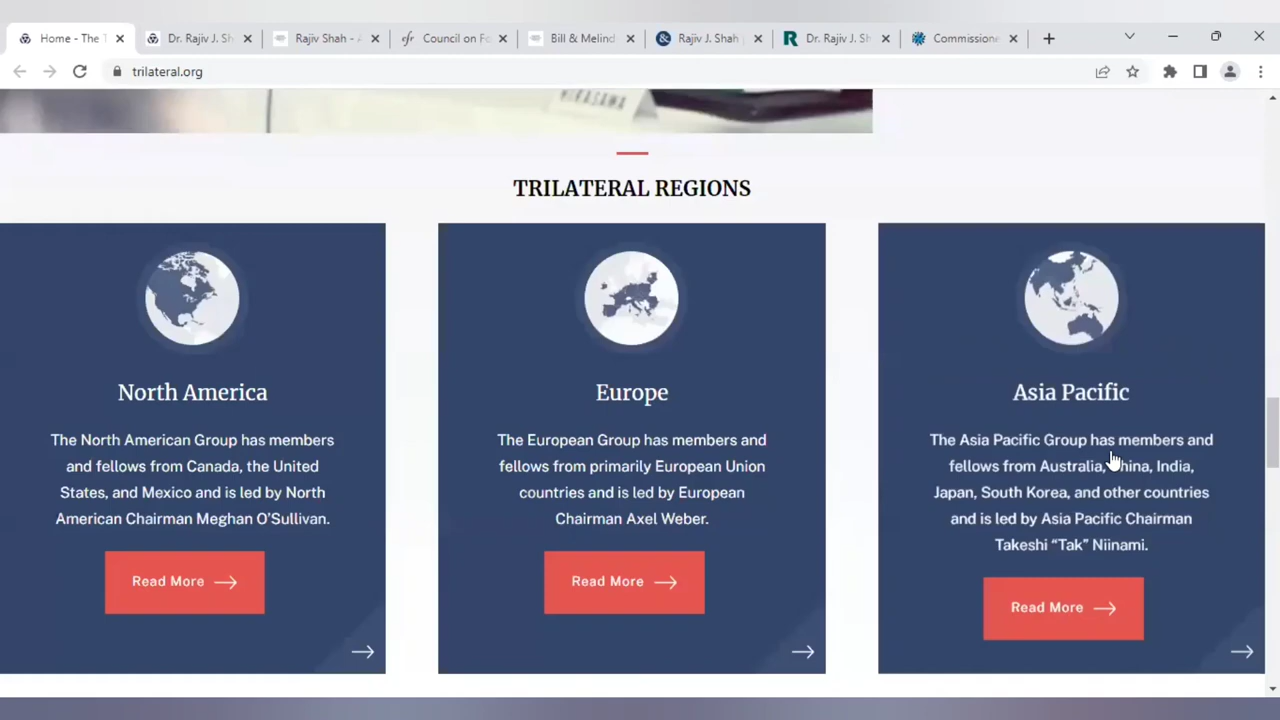 Home - The T
Dr. Rajiv J. Sh
Rajiv Shah - A
cfr Council on Fo
Bill & Melind
& Rajiv J. Shah |
R Dr. Rajiv J. Sh
Commissione
trilateral.org
HIRASAWA
TRILATERAL REGIONS
North America
The North American Group has members
and fellows from Canada, the United
States, and Mexico and is led by North
American Chairman Meghan O'Sullivan.
Read More
Europe
The European Group has members and
fellows from primarily European Union
countries and is led by European
Chairman Axel Weber.
Read More
Asia Pacific
The Asia Pacific Group has members and
fellows from Australia, China, India,
Japan, South Korea, and other countries
and is led by Asia Pacific Chairman
Takeshi “Tak” Niinami.
Read More